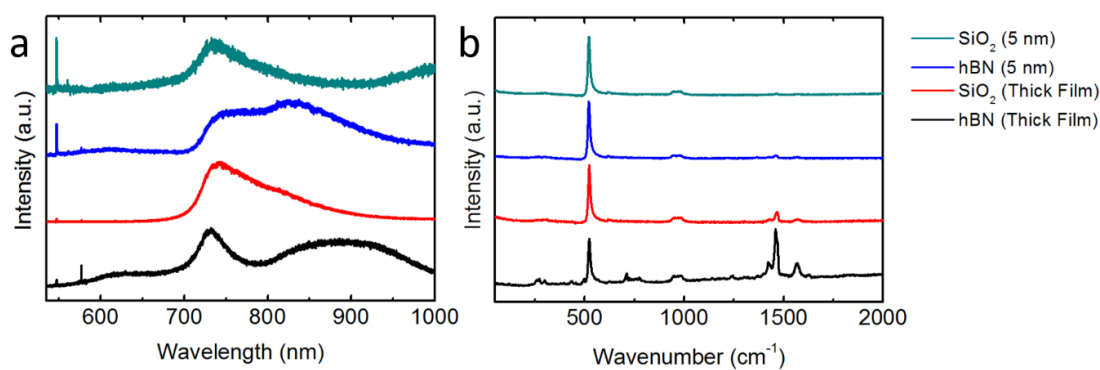 a
Intensity (a.u.)
600 700 800 900 1000
Wavelength (nm)
b
Intensity (a.u.)
500 1000 1500 2000
Wavenumber (cm⁻¹)
SiO₂ (5 nm)
hBN (5 nm)
SiO₂ (Thick Film)
hBN (Thick Film)